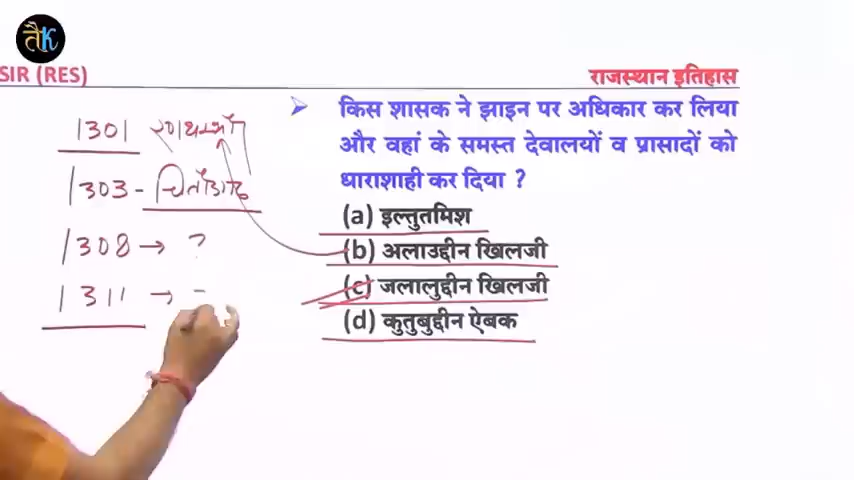 तैK
SIR (RES)
राजस्थान इतिहास
किस शासक ने झाइन पर अधिकार कर लिया
और वहां के समस्त देवालयों व प्रासादों को
धाराशाही कर दिया ?
(a) इल्तुतमिश
(b) अलाउद्दीन खिलजी
(c) जलालुद्दीन खिलजी
(d) कुतुबुद्दीन ऐबक
1301 रणथम्भौर
1303 - चित्तौड़गढ़
1308 → ?
1311 →